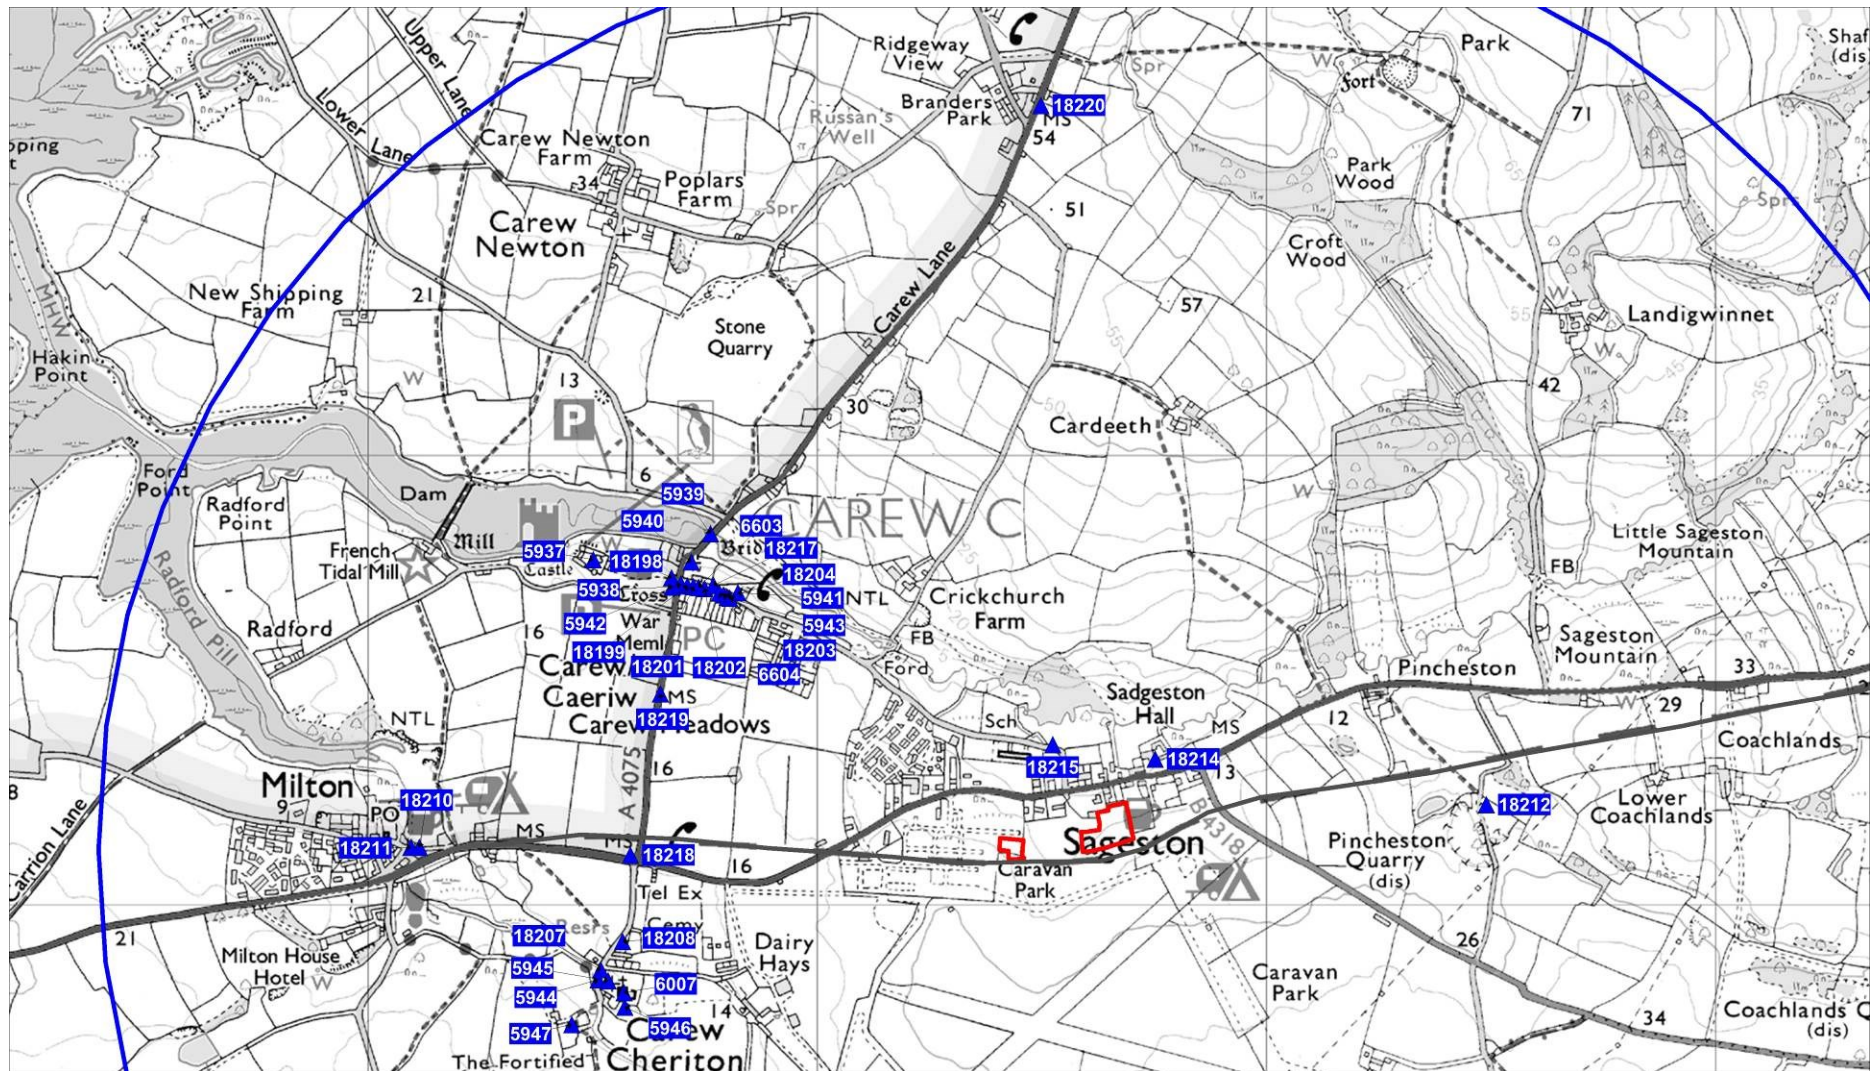 Upper Lane
Lower
Lane
Ridgeway
View
Branders
Park
Spr
W
Park
Fort
Shaf
(dis)
71
18220
MS
54
Russan's
Well
Carew Newton
Farm
34
Poplars
Farm
Spr
Carew
Newton
51
Park
Wood
Croft
Wood
Spr
MHW
New Shipping
Farm
21
Stone
Quarry
Carew Lane
57
W
Landigwinnet
W
Hakin
Point
W
13
P
30
Cardeeth
42
Ford
Point
Radford
Point
Dam
6
5939
5940
CAREW C
6603
W
Little Sageston
Mountain
French
Tidal Mill
Mill
5937
Castle
W
18198
Brid
18217
18204
5938
Cross
5941
NTL
Crickchurch
Farm
FB
Radford Pill
Radford
16
5942
War
Meml
PC
5943
FB
Ford
Sageston
Mountain
18199
Carew
18201
18202
18203
6604
Pincheston
33
Caeriw
MS
18219
Carew Meadows
NTL
Sch
Sadgeston
Hall
MS
12
W
29
Coachlands
18215
18214
13
A 4075
16
Milton
9
18210
PO
MS
18211
MS
18218
16
Tel Ex
Carrion Lane
8
Caravan
Park
Sageston
B 4318
18212
Pincheston
Quarry
(dis)
Lower
Coachlands
21
Milton House
Hotel
W
18207
Resrs
Cemy
18208
Dairy
Hays
5945
5944
6007
14
5947
5946
Carew
Cheriton
The Fortified
26
Caravan
Park
34
Coachlands Q
(dis)